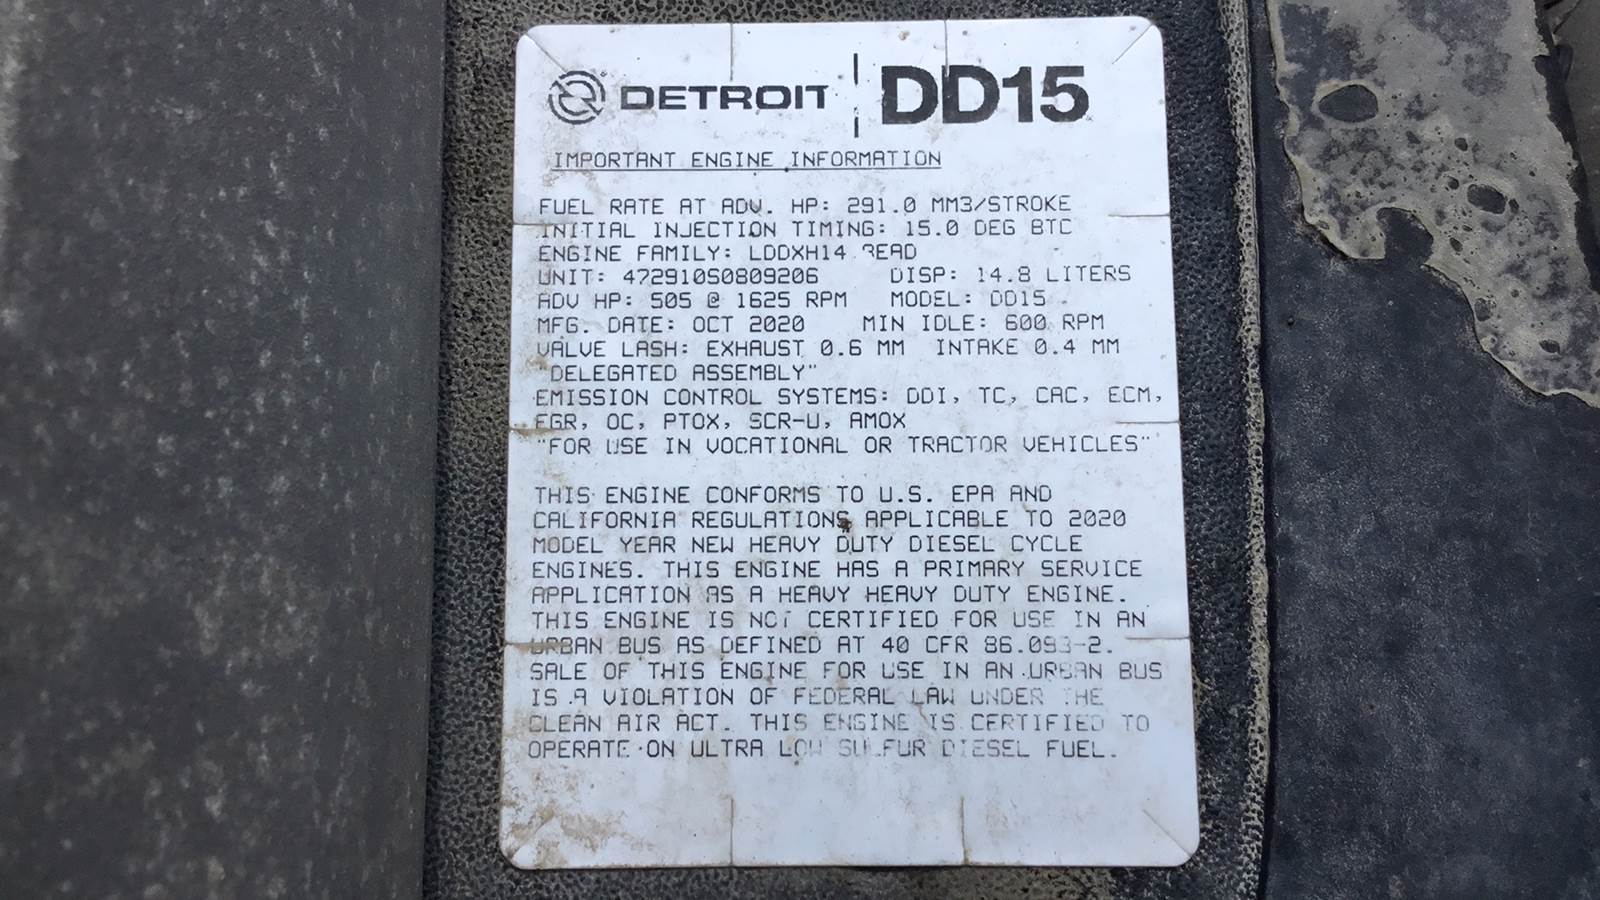 DETROIT DD15
IMPORTANT ENGINE INFORMATION
FUEL RATE AT ADV. HP: 291.0 MM3/STROKE
INITIAL INJECTION TIMING: 15.0 DEG BTC
ENGINE FAMILY: LDDXH14
UNIT: 472910S0809206 DISP: 14.8 LITERS
ADV HP: 505 @ 1625 RPM MODEL: DD15
MFG. DATE: OCT 2020 MIN IDLE: 600 RPM
VALVE LASH: EXHAUST 0.6 MM INTAKE 0.4 MM
"DELEGATED ASSEMBLY"
EMISSION CONTROL SYSTEMS: DDI, TC, CAC, ECM,
EGR, OC, PTOX, SCR-U, AMOX
"FOR USE IN VOCATIONAL OR TRACTOR VEHICLES"
THIS ENGINE CONFORMS TO U.S. EPA AND
CALIFORNIA REGULATIONS APPLICABLE TO 2020
MODEL YEAR NEW HEAVY DUTY DIESEL CYCLE
ENGINES. THIS ENGINE HAS A PRIMARY SERVICE
APPLICATION AS A HEAVY HEAVY DUTY ENGINE.
THIS ENGINE IS NOT CERTIFIED FOR USE IN AN
URBAN BUS AS DEFINED AT 40 CFR 86.093-2.
SALE OF THIS ENGINE FOR USE IN AN URBAN BUS
IS A VIOLATION OF FEDERAL LAW UNDER THE
CLEAN AIR ACT. THIS ENGINE IS CERTIFIED TO
OPERATE ON ULTRA LOW SULFUR DIESEL FUEL.